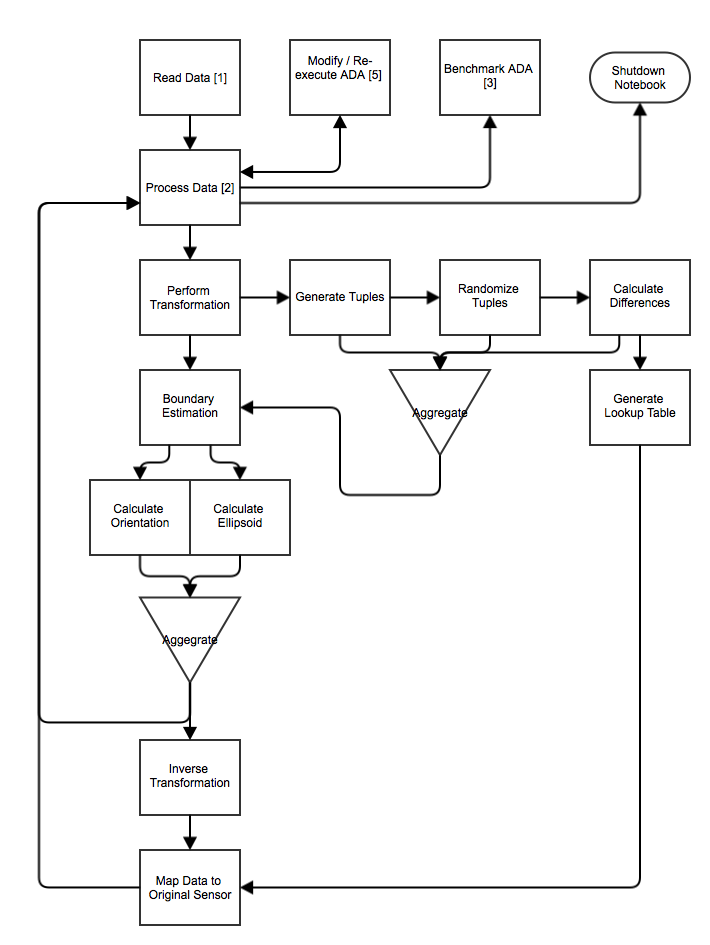 Read Data [1]
Modify / Re-
execute ADA [5]
Benchmark ADA
[3]
Shutdown
Notebook
Process Data [2]
Perform
Transformation
Generate Tuples
Randomize
Tuples
Calculate
Differences
Boundary
Estimation
Aggregate
Generate
Lookup Table
Calculate
Orientation
Calculate
Ellipsoid
Aggegrate
Inverse
Transformation
Map Data to
Original Sensor